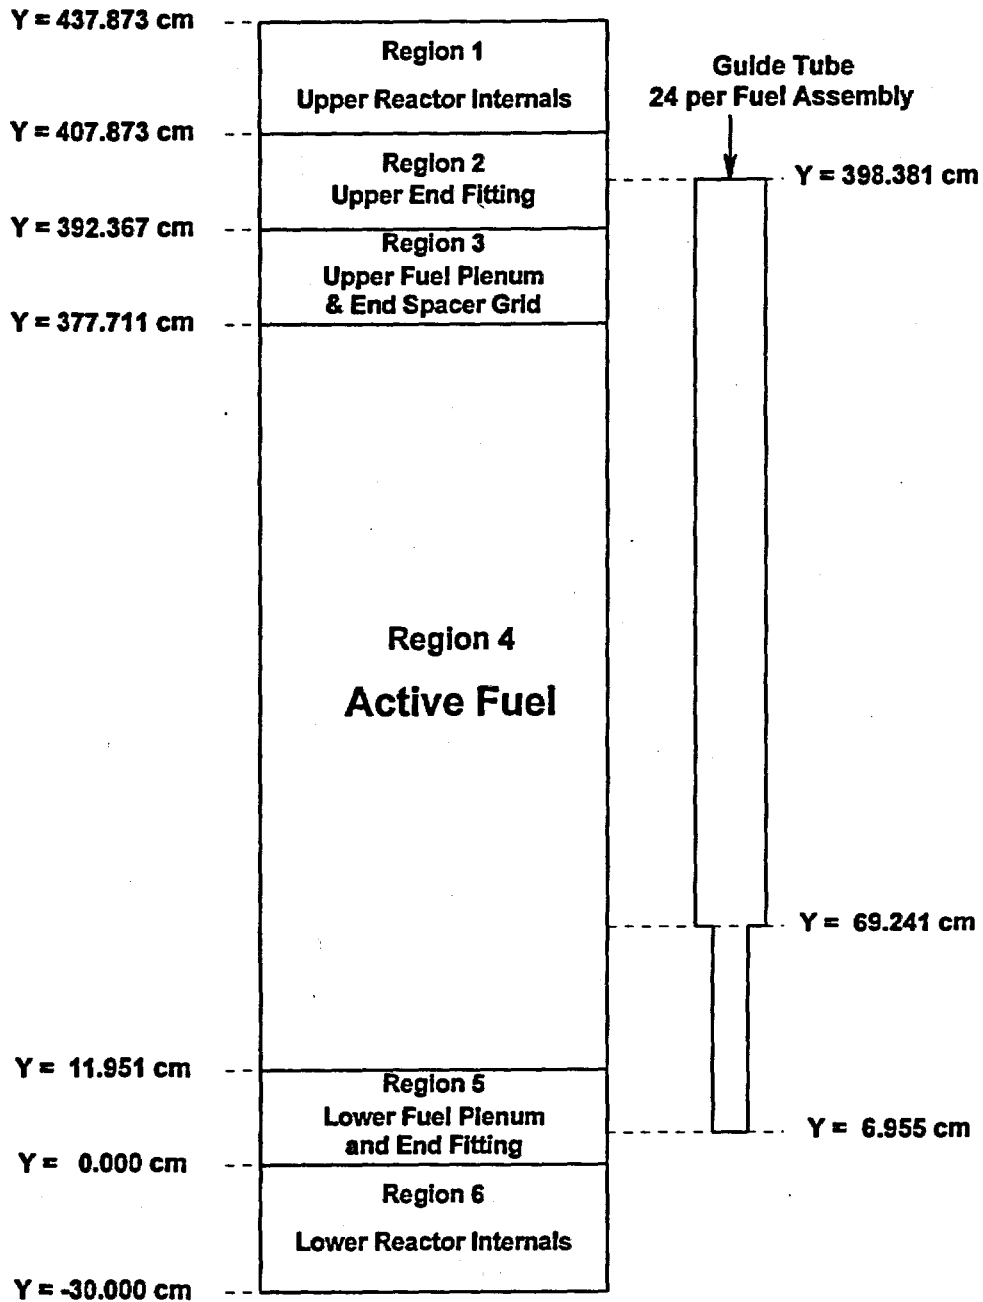 Y = 437.873 cm
Region 1
Upper Reactor Internals
Guide Tube
24 per Fuel Assembly
Y = 407.873 cm
Region 2
Upper End Fitting
Y = 398.381 cm
Y = 392.367 cm
Region 3
Upper Fuel Plenum
& End Spacer Grid
Y = 377.711 cm
Region 4
Active Fuel
Y = 69.241 cm
Y = 11.951 cm
Region 5
Lower Fuel Plenum
and End Fitting
Y = 6.955 cm
Y = 0.000 cm
Region 6
Lower Reactor Internals
Y = -30.000 cm